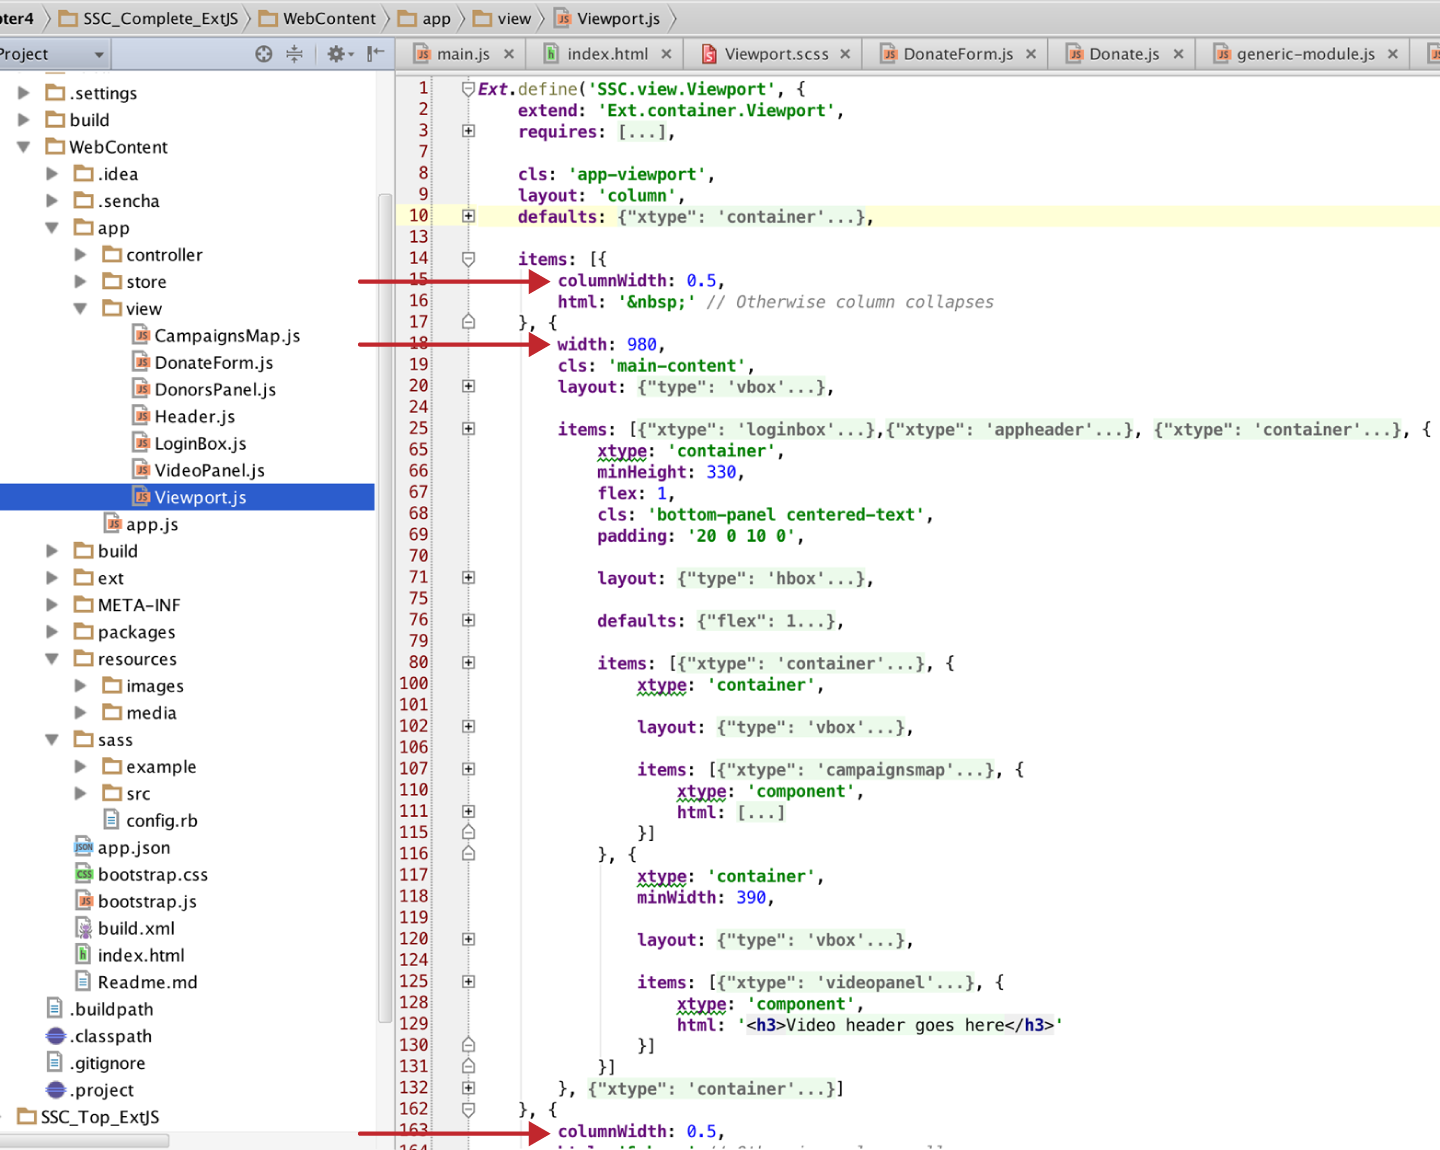 pter4 SSC_Complete_ExtJS WebContent app view Viewport.js
Project
main.js index.html Viewport.scss DonateForm.js Donate.js generic-module.js
.settings
build
WebContent
.idea
.sencha
app
controller
store
view
CampaignsMap.js
DonateForm.js
DonorsPanel.js
Header.js
LoginBox.js
VideoPanel.js
Viewport.js
app.js
build
ext
META-INF
packages
resources
images
media
sass
example
src
config.rb
app.json
bootstrap.css
bootstrap.js
build.xml
index.html
Readme.md
.buildpath
.classpath
.gitignore
.project
SSC_Top_ExtJS
1 Ext.define('SSC.view.Viewport', {
2 extend: 'Ext.container.Viewport',
3 requires: [...],
7
8 cls: 'app-viewport',
9 layout: 'column',
10 defaults: {"xtype": 'container'...},
13
14 items: [{
15 columnWidth: 0.5,
16 html: '&nbsp;' // Otherwise column collapses
17 }, {
18 width: 980,
19 cls: 'main-content',
20 layout: {"type": 'vbox'...},
24
25 items: [{"xtype": 'loginbox'...},{"xtype": 'appheader'...}, {"xtype": 'container'...}, {
65 xtype: 'container',
66 minHeight: 330,
67 flex: 1,
68 cls: 'bottom-panel centered-text',
69 padding: '20 0 10 0',
70
71 layout: {"type": 'hbox'...},
75
76 defaults: {"flex": 1...},
79
80 items: [{"xtype": 'container'...}, {
100 xtype: 'container',
101
102 layout: {"type": 'vbox'...},
106
107 items: [{"xtype": 'campaignsmap'...}, {
110 xtype: 'component',
111 html: [...]
115 }]
116 }, {
117 xtype: 'container',
118 minWidth: 390,
119
120 layout: {"type": 'vbox'...},
124
125 items: [{"xtype": 'videopanel'...}, {
128 xtype: 'component',
129 html: '<h3>Video header goes here</h3>'
130 }]
131 }]
132 }, {"xtype": 'container'...}]
162 }, {
163 columnWidth: 0.5,